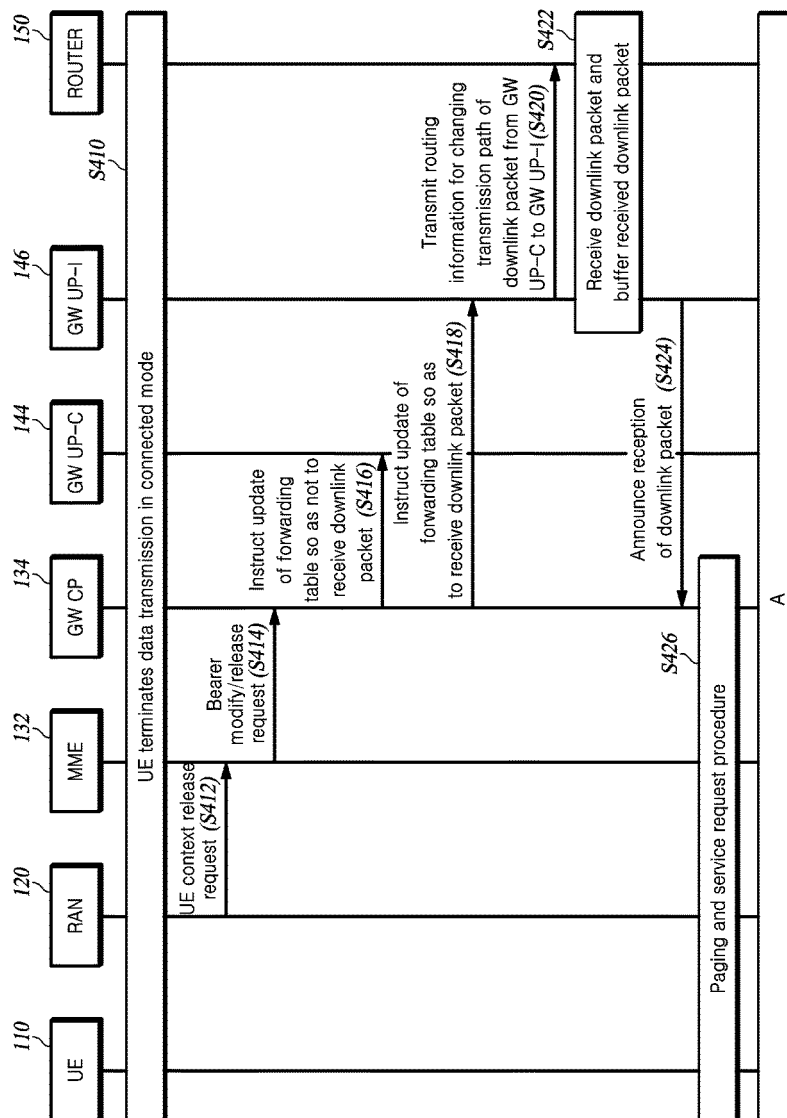 110
120
132
134
144
146
150
UE
RAN
MME
GW CP
GW UP-C
GW UP-I
ROUTER
S410
UE terminates data transmission in connected mode
UE context release
request (S412)
Bearer
modify/release
request (S414)
Instruct update
of forwarding
table so as not to
receive downlink
packet (S416)
Instruct update of
forwarding table so as
to receive downlink packet (S418)
Transmit routing
information for changing
transmission path of
downlink packet from GW
UP-C to GW UP-I (S420)
S422
Receive downlink packet and
buffer received downlink packet
Announce reception
of downlink packet (S424)
S426
Paging and service request procedure
A